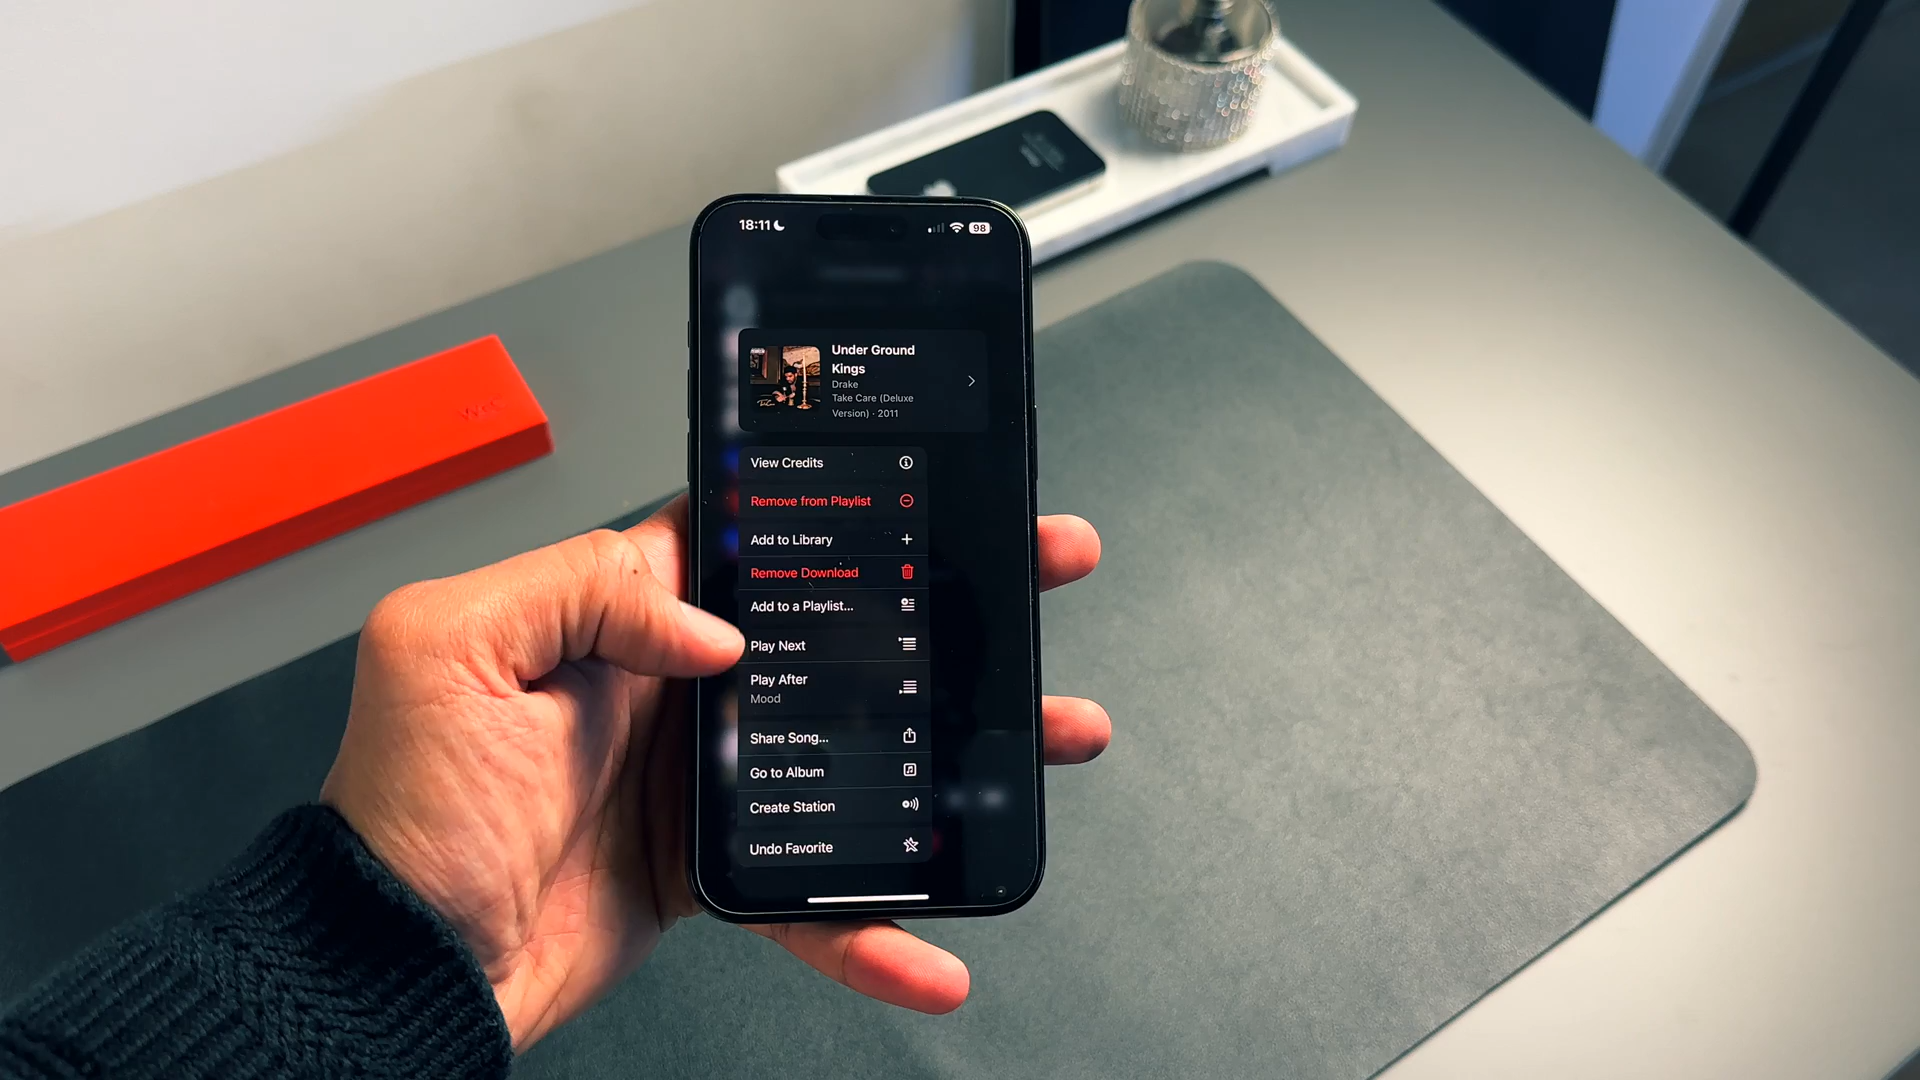 18:11
98
Under Ground
Kings
Drake
Take Care (Deluxe
Version) · 2011
View Credits
Remove from Playlist
Add to Library
Remove Download
Add to a Playlist...
Play Next
Play After
Mood
Share Song...
Go to Album
Create Station
Undo Favorite